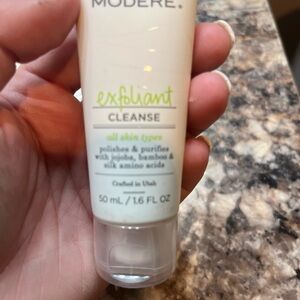 MODERE.
exfoliant
CLEANSE
all skin types
polishes & purifies
with jojoba, bamboo &
silk amino acids
Crafted in Utah
50 mL / 1.6 FL OZ